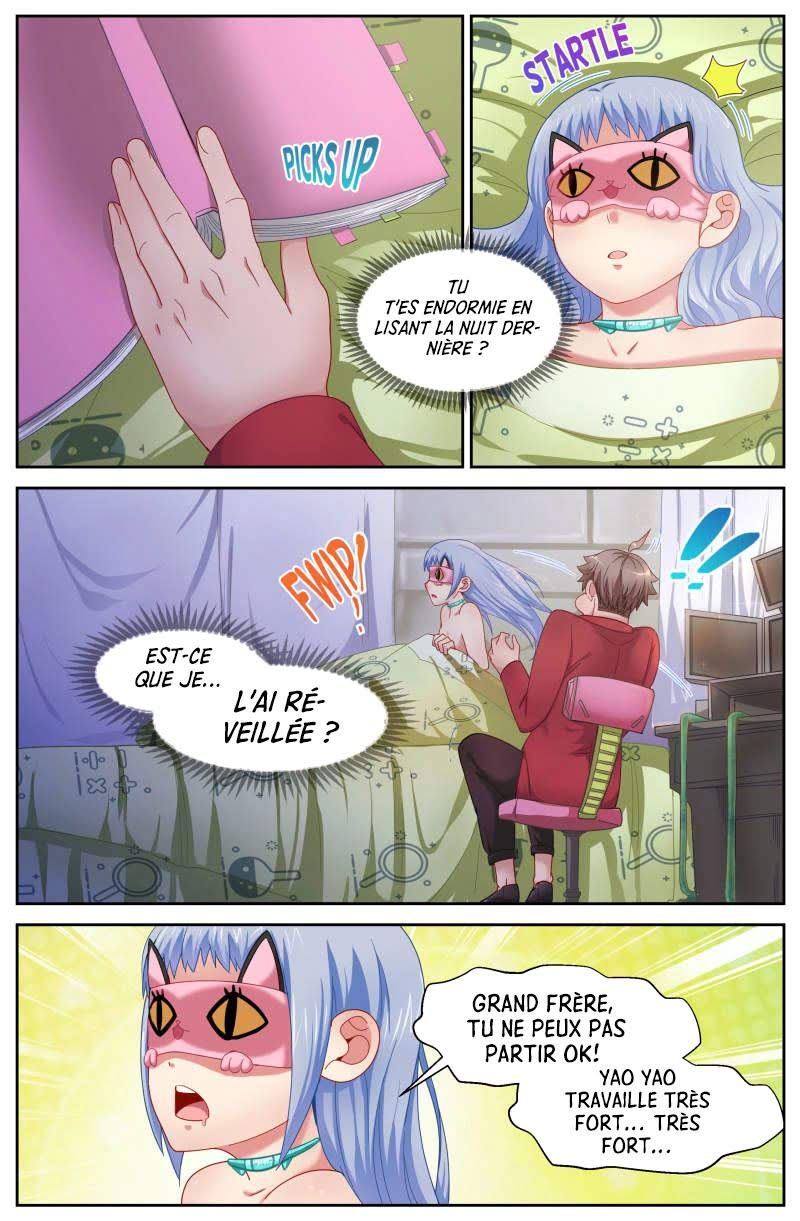 PICKS UP
STARTLE
TU
T'ES ENDORMIE EN
LISANT LA NUIT DER-
NIÈRE ?
FWIP!
!!
EST-CE
QUE JE...
L'AI RÉ-
VEILLÉE ?
GRAND FRÈRE,
TU NE PEUX PAS
PARTIR OK!
YAO YAO
TRAVAILLE TRÈS
FORT... TRÈS
FORT...